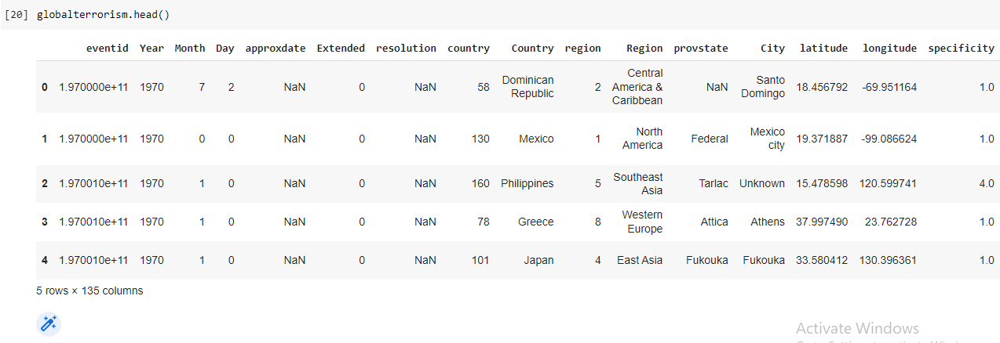 [20] globalterrorism.head()
eventid Year Month Day approxdate Extended resolution country Country region Region provstate City latitude longitude specificity
0 1.970000e+11 1970 7 2 NaN 0 NaN 58 Dominican Republic 2 Central America & Caribbean NaN Santo Domingo 18.456792 -69.951164 1.0
1 1.970000e+11 1970 0 0 NaN 0 NaN 130 Mexico 1 North America Federal Mexico city 19.371887 -99.086624 1.0
2 1.970010e+11 1970 1 0 NaN 0 NaN 160 Philippines 5 Southeast Asia Tarlac Unknown 15.478598 120.599741 4.0
3 1.970010e+11 1970 1 0 NaN 0 NaN 78 Greece 8 Western Europe Attica Athens 37.997490 23.762728 1.0
4 1.970010e+11 1970 1 0 NaN 0 NaN 101 Japan 4 East Asia Fukouka Fukouka 33.580412 130.396361 1.0
5 rows × 135 columns
Activate Windows